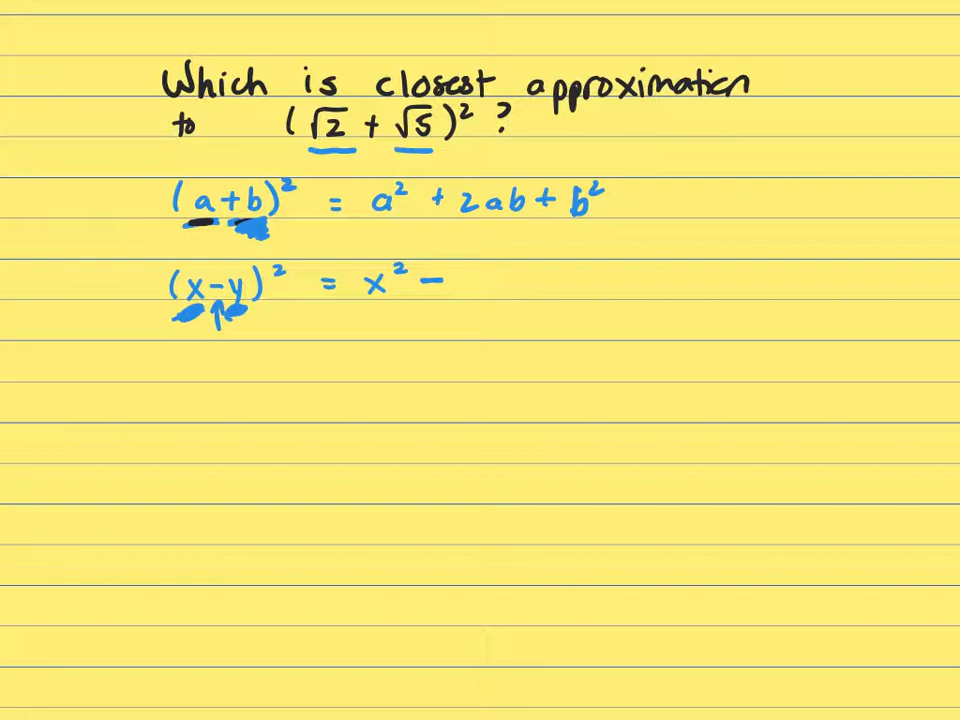 Which is closest approximation
to (√2 + √5)² ?
(a+b)² = a² + 2ab + b²
(x-y)² = x² -